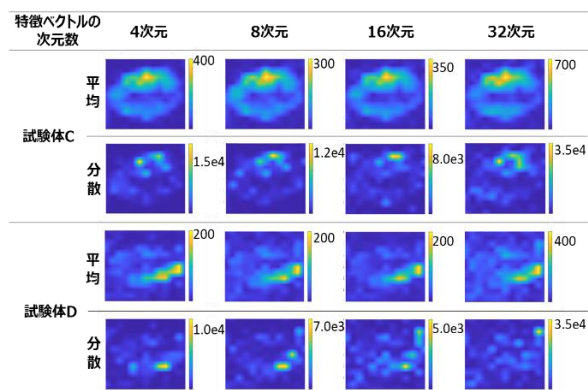 特徴ベクトルの
次元数
4次元
8次元
16次元
32次元
試験体C
平均
400
300
350
700
分散
1.5e4
1.2e4
8.0e3
3.5e4
試験体D
平均
200
200
200
400
分散
1.0e4
7.0e3
5.0e3
3.5e4